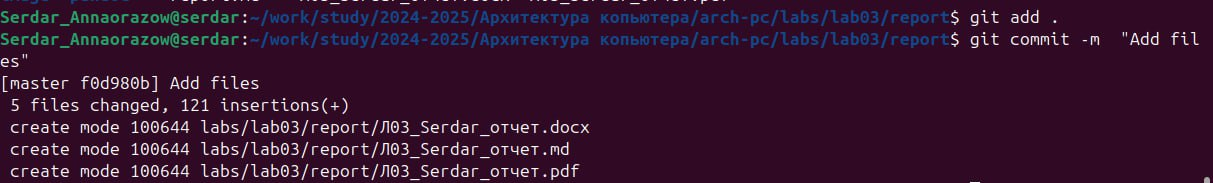 Serdar_Annaorazow@serdar:~/work/study/2024-2025/Архитектура копьютера/arch-pc/labs/lab03/report$ git add .
Serdar_Annaorazow@serdar:~/work/study/2024-2025/Архитектура копьютера/arch-pc/labs/lab03/report$ git commit -m  "Add fil
es"
[master f0d980b] Add files
 5 files changed, 121 insertions(+)
 create mode 100644 labs/lab03/report/Л03_Serdar_отчет.docx
 create mode 100644 labs/lab03/report/Л03_Serdar_отчет.md
 create mode 100644 labs/lab03/report/Л03_Serdar_отчет.pdf